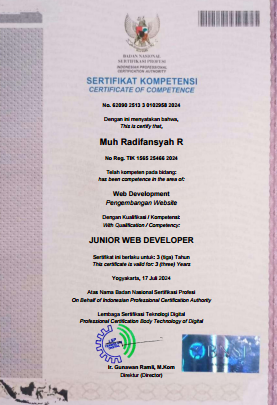 BADAN NASIONAL
SERTIFIKASI PROFESI
INDONESIAN PROFESSIONAL
CERTIFICATION AUTHORITY
SERTIFIKAT KOMPETENSI
CERTIFICATE OF COMPETENCE
No. 62090 2513 3 0102958 2024
Dengan ini menyatakan bahwa,
This is certify that,
Muh Radifansyah R
No Reg. TIK 1565 25466 2024
Telah kompeten pada bidang:
has been competence in the area of:
Web Development
Pengembangan Website
Dengan Kualifikasi / Kompetensi:
With Qualification / Competency:
JUNIOR WEB DEVELOPER
Sertifikat ini berlaku untuk: 3 (tiga) Tahun
This certificate is valid for: 3 (three) Years
Yogyakarta, 17 Juli 2024
Atas Nama Badan Nasional Sertifikasi Profesi
On Behalf of Indonesian Professional Certification Authority
Lembaga Sertifikasi Teknologi Digital
Professional Certification Body Technology of Digital
Ir. Gunawan Ramli, M.Kom
Direktur (Director)
BNSP